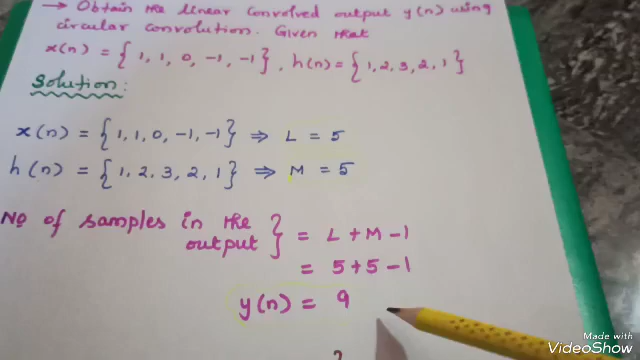 → Obtain the linear convolved output y(n) using
circular convolution. Given that
x(n) = { 1, 1, 0, -1, -1 } , h(n) = { 1, 2, 3, 2, 1 }
Solution:
x(n) = { 1, 1, 0, -1, -1 } ⇒ L = 5
h(n) = { 1, 2, 3, 2, 1 } ⇒ M = 5
No of samples in the
output } = L + M - 1
= 5 + 5 - 1
y(n) = 9
Made with
VideoShow